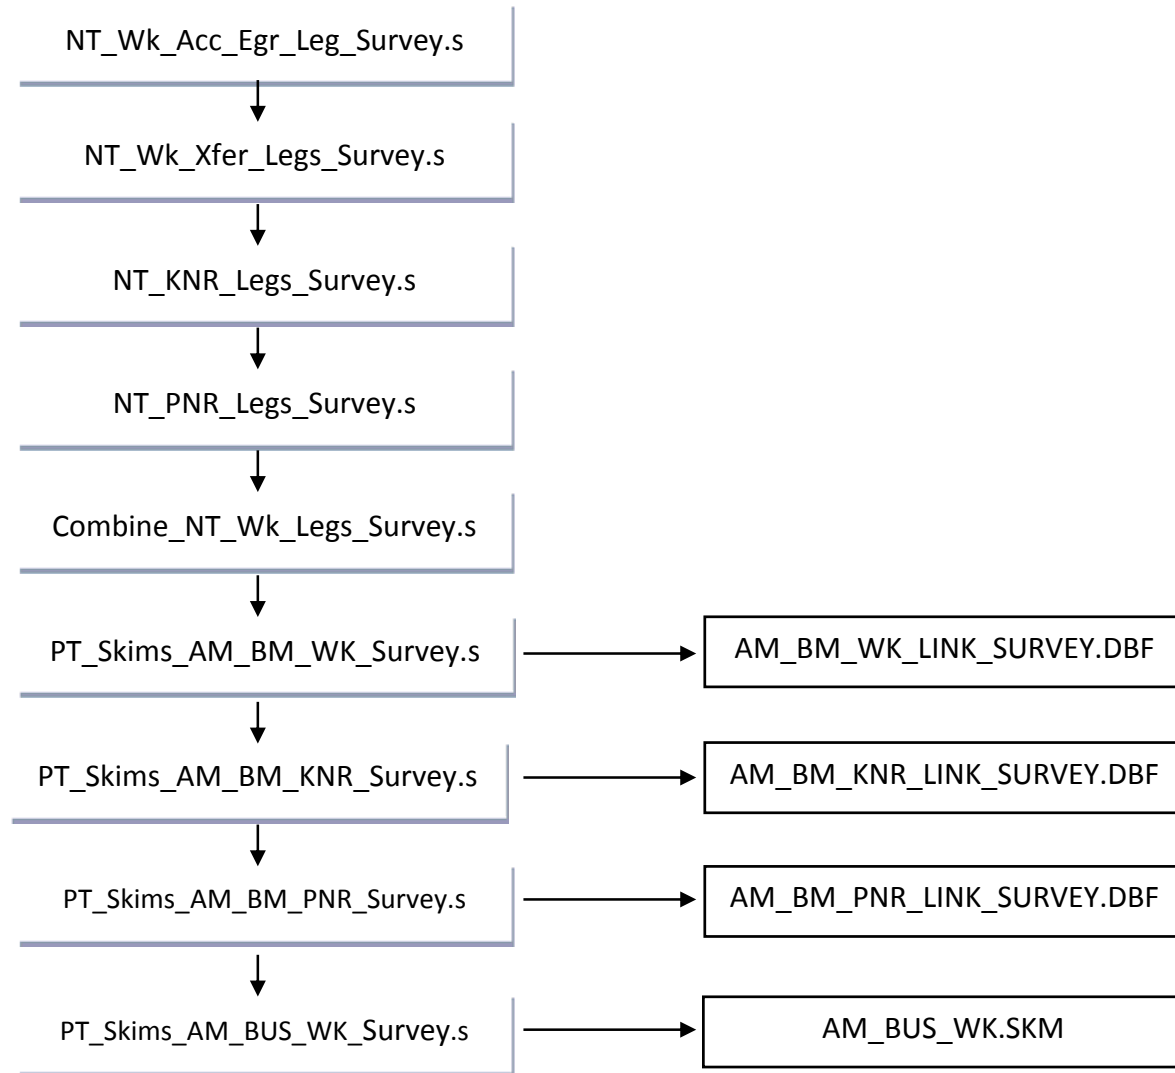 NT_Wk_Acc_Egr_Leg_Survey.s
NT_Wk_Xfer_Legs_Survey.s
NT_KNR_Legs_Survey.s
NT_PNR_Legs_Survey.s
Combine_NT_Wk_Legs_Survey.s
PT_Skims_AM_BM_WK_Survey.s
AM_BM_WK_LINK_SURVEY.DBF
PT_Skims_AM_BM_KNR_Survey.s
AM_BM_KNR_LINK_SURVEY.DBF
PT_Skims_AM_BM_PNR_Survey.s
AM_BM_PNR_LINK_SURVEY.DBF
PT_Skims_AM_BUS_WK_Survey.s
AM_BUS_WK.SKM